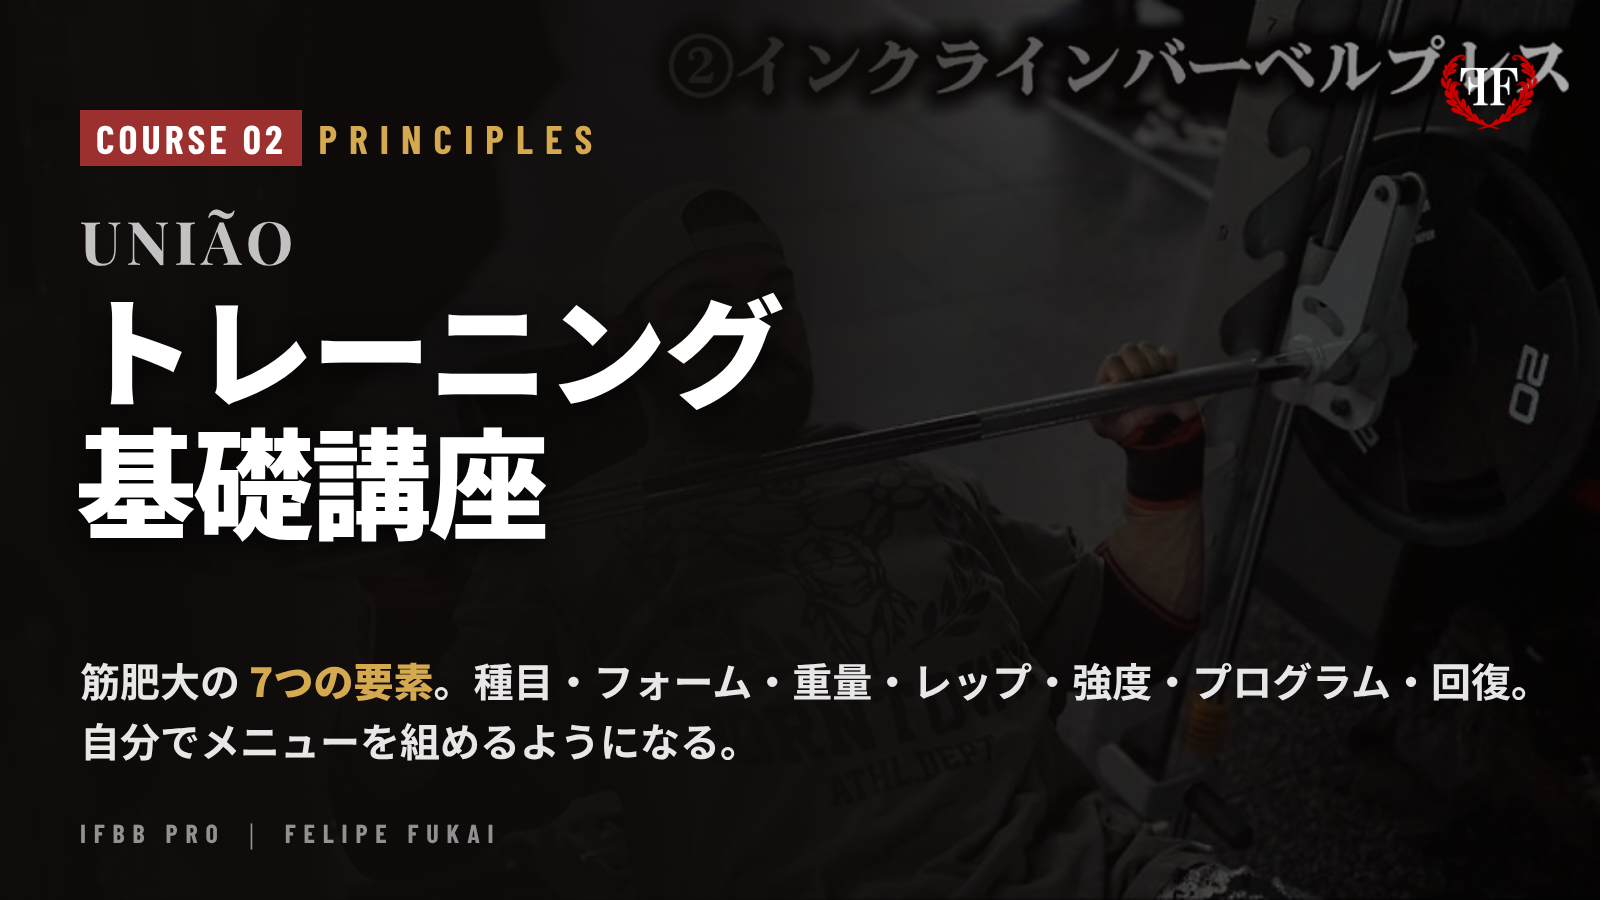 ②インクラインバーベルプレス
FF
COURSE 02 PRINCIPLES
UNIÃO
トレーニング
基礎講座
筋肥大の 7つの要素。種目・フォーム・重量・レップ・強度・プログラム・回復。
自分でメニューを組めるようになる。
IFBB PRO | FELIPE FUKAI
20
ATHL.DEPT.